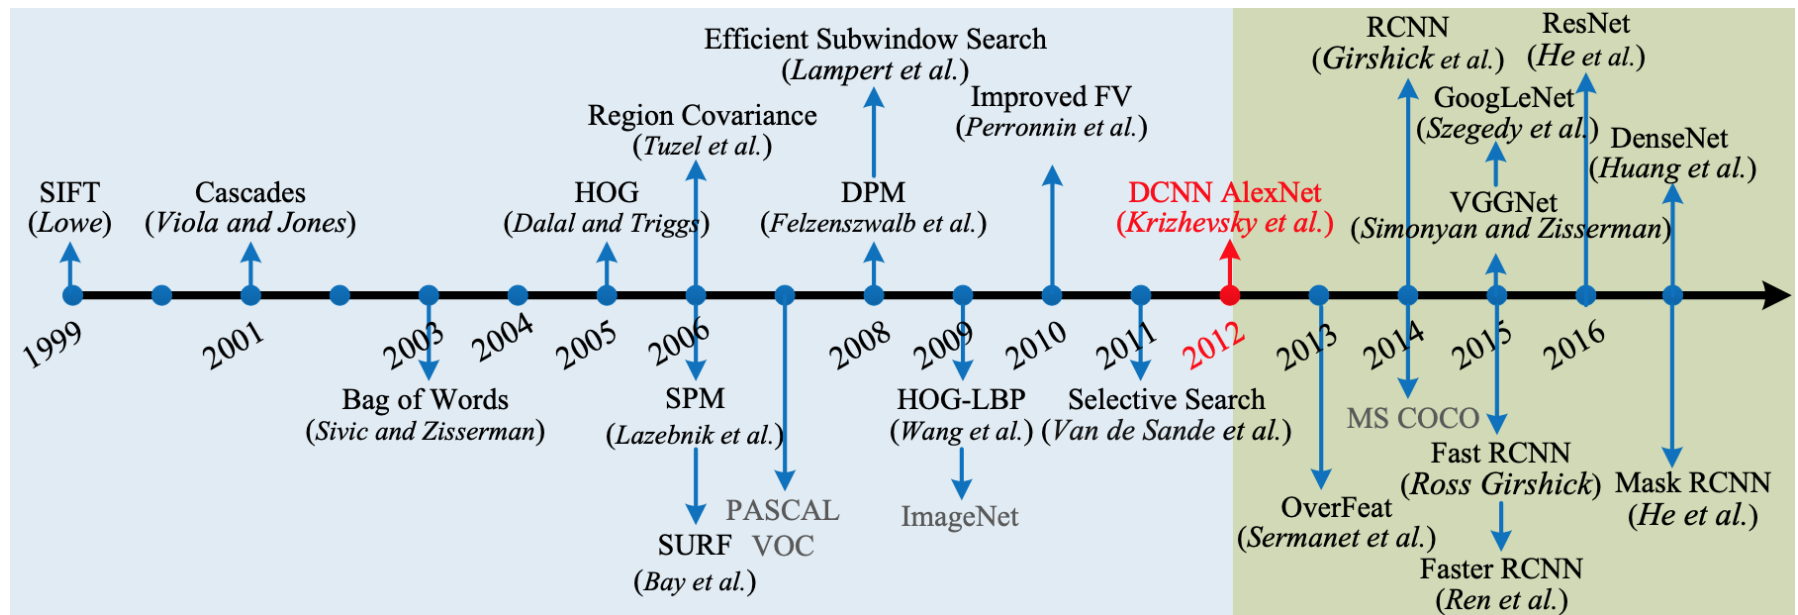 SIFT
(Lowe)
Cascades
(Viola and Jones)
HOG
(Dalal and Triggs)
Region Covariance
(Tuzel et al.)
Efficient Subwindow Search
(Lampert et al.)
DPM
(Felzenszwalb et al.)
Improved FV
(Perronnin et al.)
DCNN AlexNet
(Krizhevsky et al.)
RCNN
(Girshick et al.)
GoogLeNet
(Szegedy et al.)
VGGNet
(Simonyan and Zisserman)
ResNet
(He et al.)
DenseNet
(Huang et al.)
1999
2001
2003
2004
2005
2006
2008
2009
2010
2011
2012
2013
2014
2015
2016
Bag of Words
(Sivic and Zisserman)
SPM
(Lazebnik et al.)
SURF
(Bay et al.)
PASCAL
VOC
HOG-LBP
(Wang et al.)
ImageNet
Selective Search
(Van de Sande et al.)
OverFeat
(Sermanet et al.)
MS COCO
Fast RCNN
(Ross Girshick)
Faster RCNN
(Ren et al.)
Mask RCNN
(He et al.)